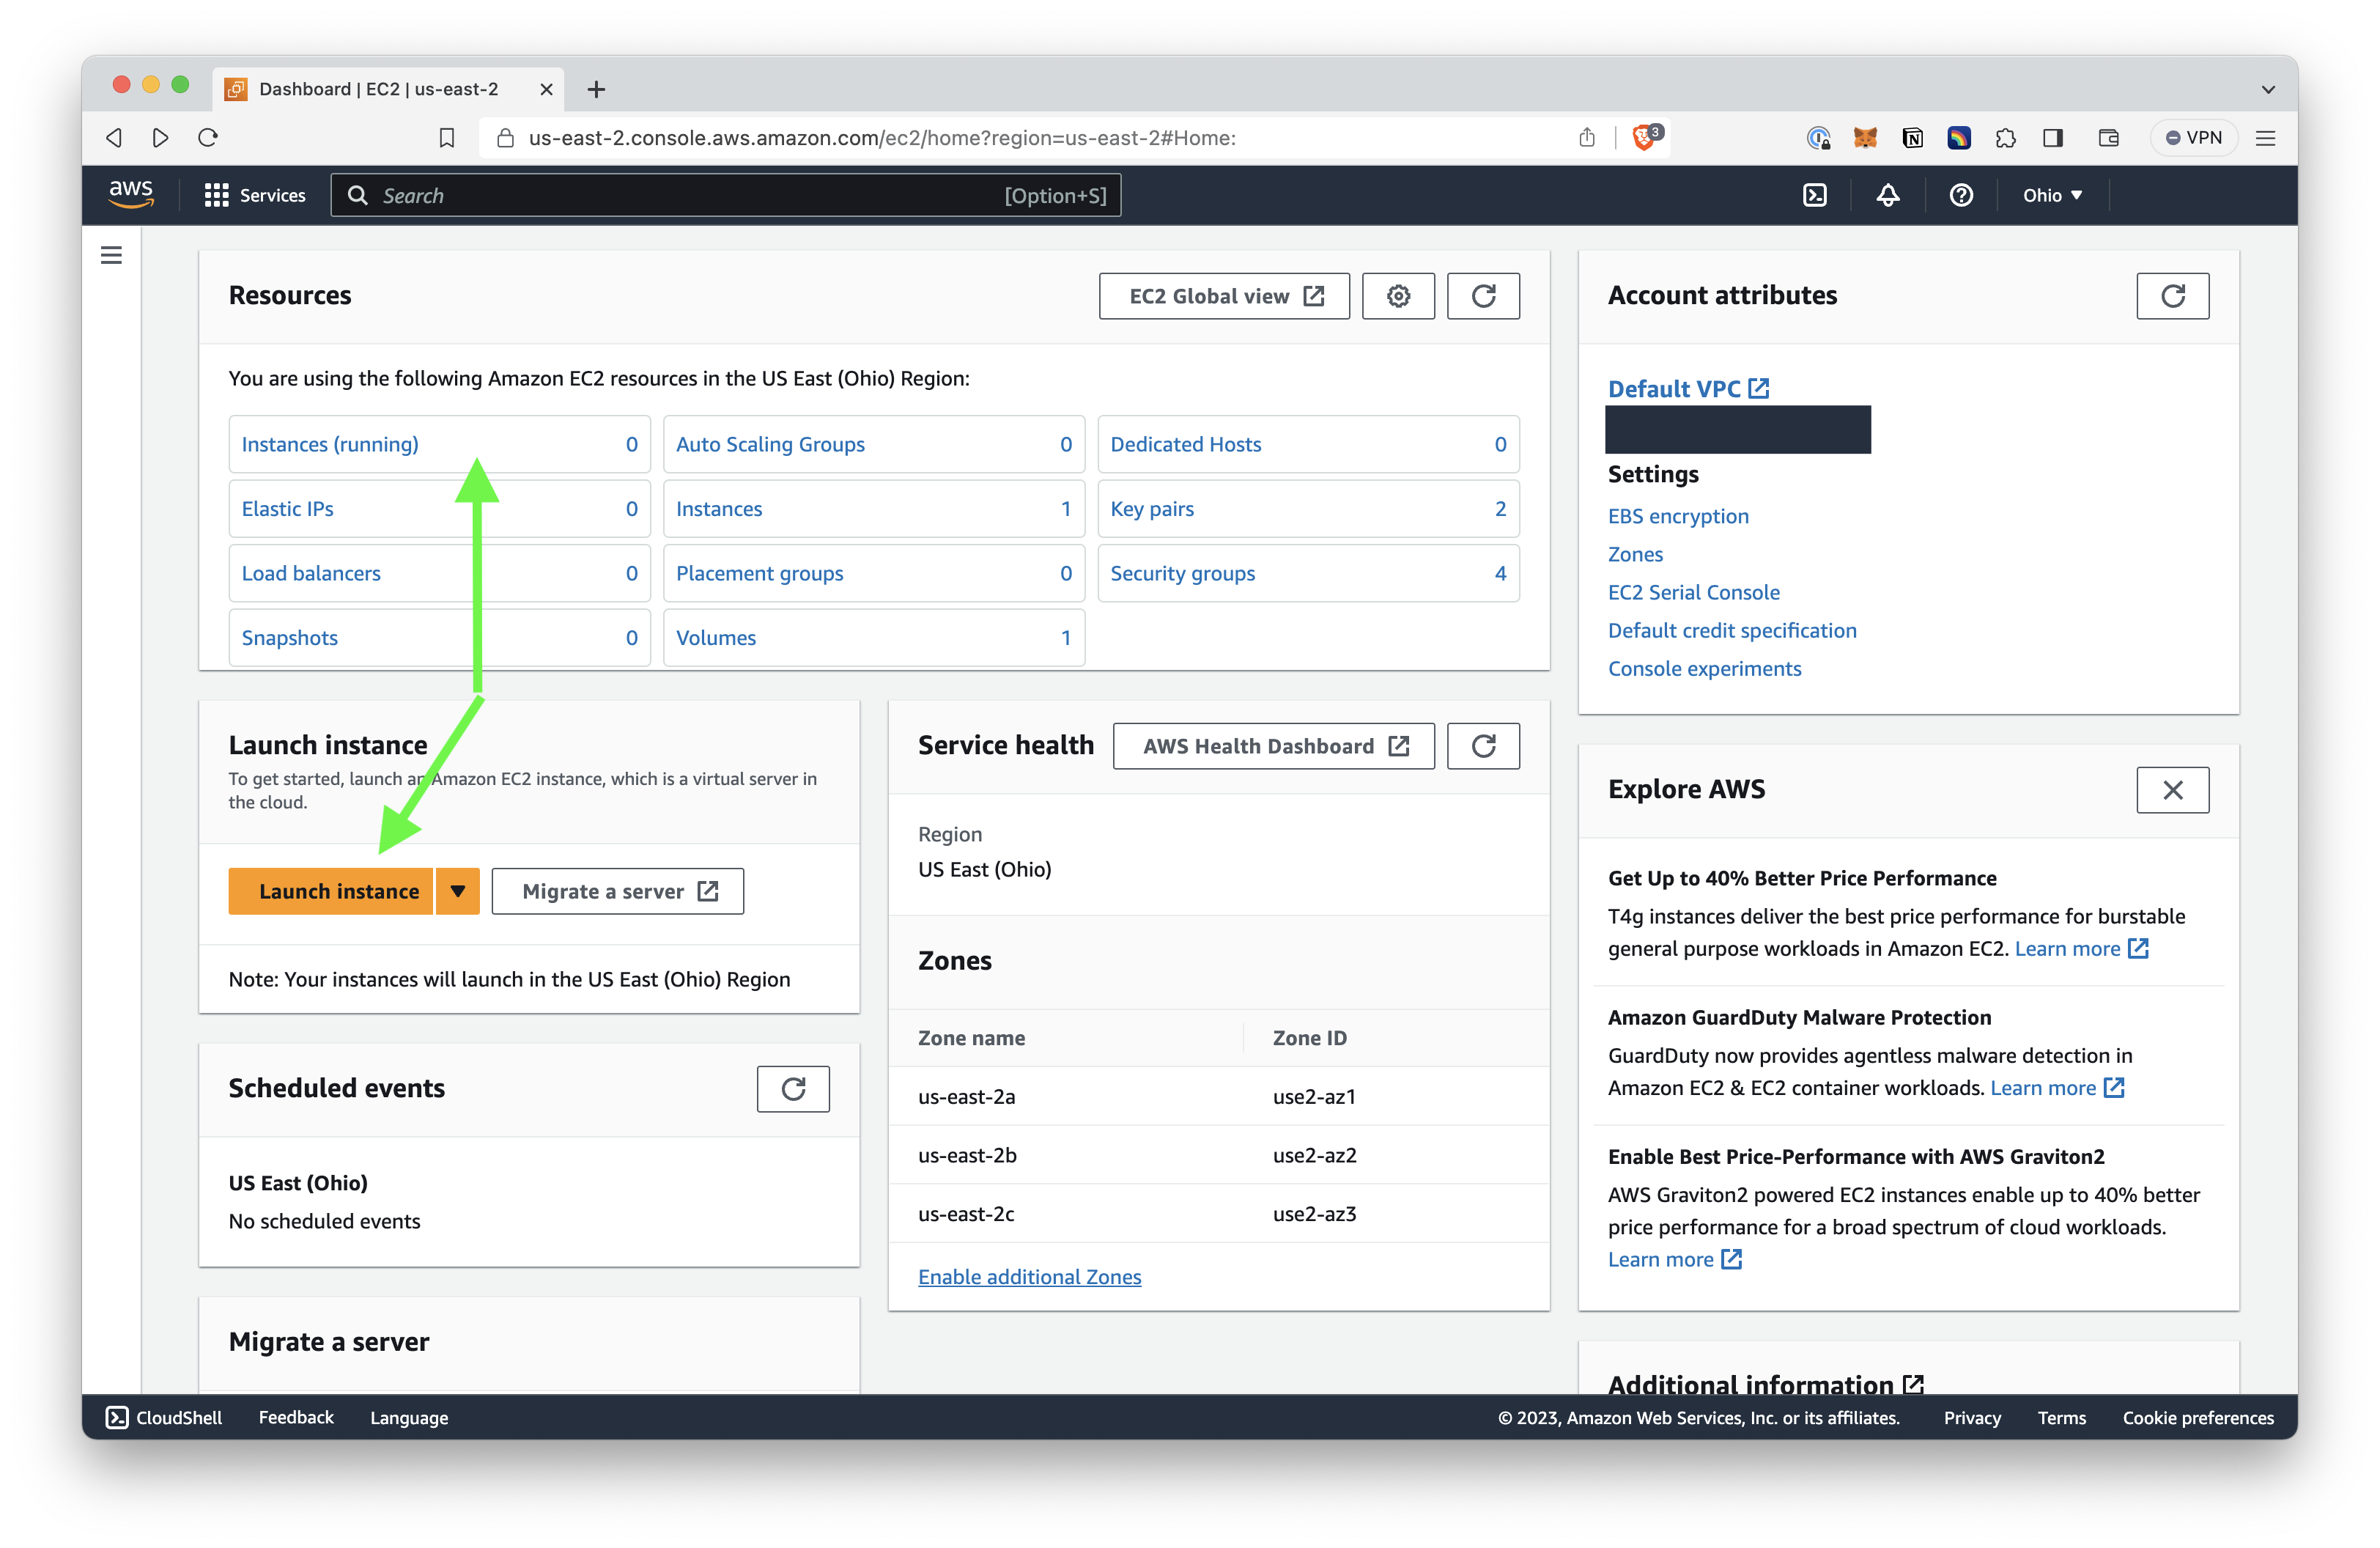 Dashboard | EC2 | us-east-2
us-east-2.console.aws.amazon.com/ec2/home?region=us-east-2#Home:
3
VPN
aws
Services
Search
[Option+S]
Ohio
Resources
EC2 Global view
You are using the following Amazon EC2 resources in the US East (Ohio) Region:
Instances (running) 0
Auto Scaling Groups 0
Dedicated Hosts 0
Elastic IPs 0
Instances 1
Key pairs 2
Load balancers 0
Placement groups 0
Security groups 4
Snapshots 0
Volumes 1
Account attributes
Default VPC
Settings
EBS encryption
Zones
EC2 Serial Console
Default credit specification
Console experiments
Launch instance
To get started, launch an Amazon EC2 instance, which is a virtual server in
the cloud.
Launch instance
Migrate a server
Note: Your instances will launch in the US East (Ohio) Region
Scheduled events
US East (Ohio)
No scheduled events
Migrate a server
Service health
AWS Health Dashboard
Region
US East (Ohio)
Zones
Zone name Zone ID
us-east-2a use2-az1
us-east-2b use2-az2
us-east-2c use2-az3
Enable additional Zones
Explore AWS
Get Up to 40% Better Price Performance
T4g instances deliver the best price performance for burstable
general purpose workloads in Amazon EC2. Learn more
Amazon GuardDuty Malware Protection
GuardDuty now provides agentless malware detection in
Amazon EC2 & EC2 container workloads. Learn more
Enable Best Price-Performance with AWS Graviton2
AWS Graviton2 powered EC2 instances enable up to 40% better
price performance for a broad spectrum of cloud workloads.
Learn more
Additional information
CloudShell
Feedback
Language
© 2023, Amazon Web Services, Inc. or its affiliates.
Privacy
Terms
Cookie preferences